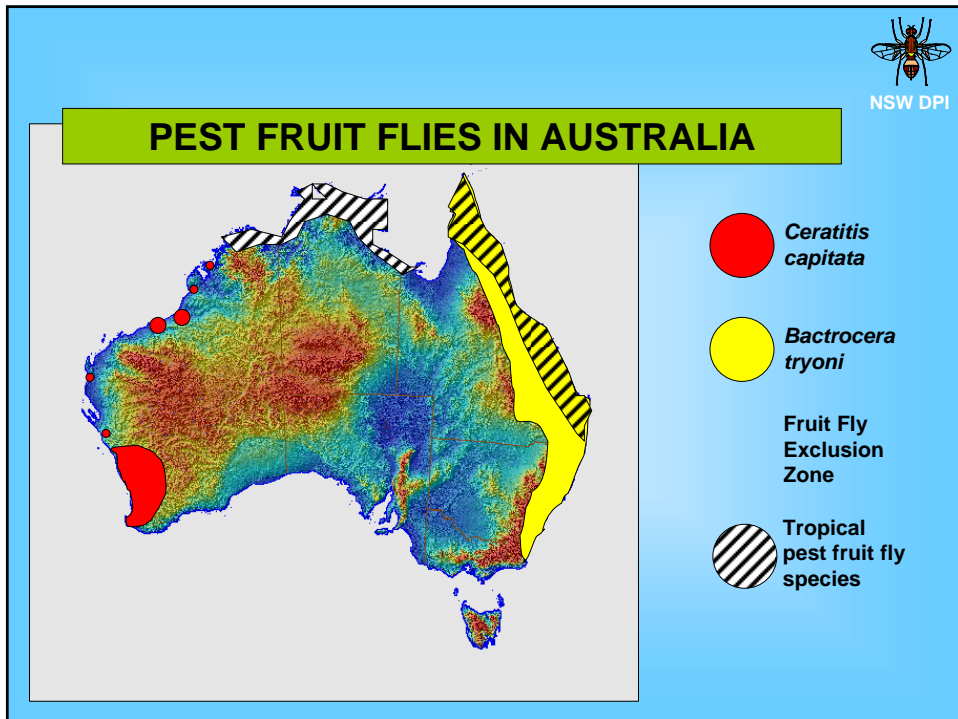 NSW DPI
PEST FRUIT FLIES IN AUSTRALIA
Ceratitis
capitata
Bactrocera
tryoni
Fruit Fly
Exclusion
Zone
Tropical
pest fruit fly
species